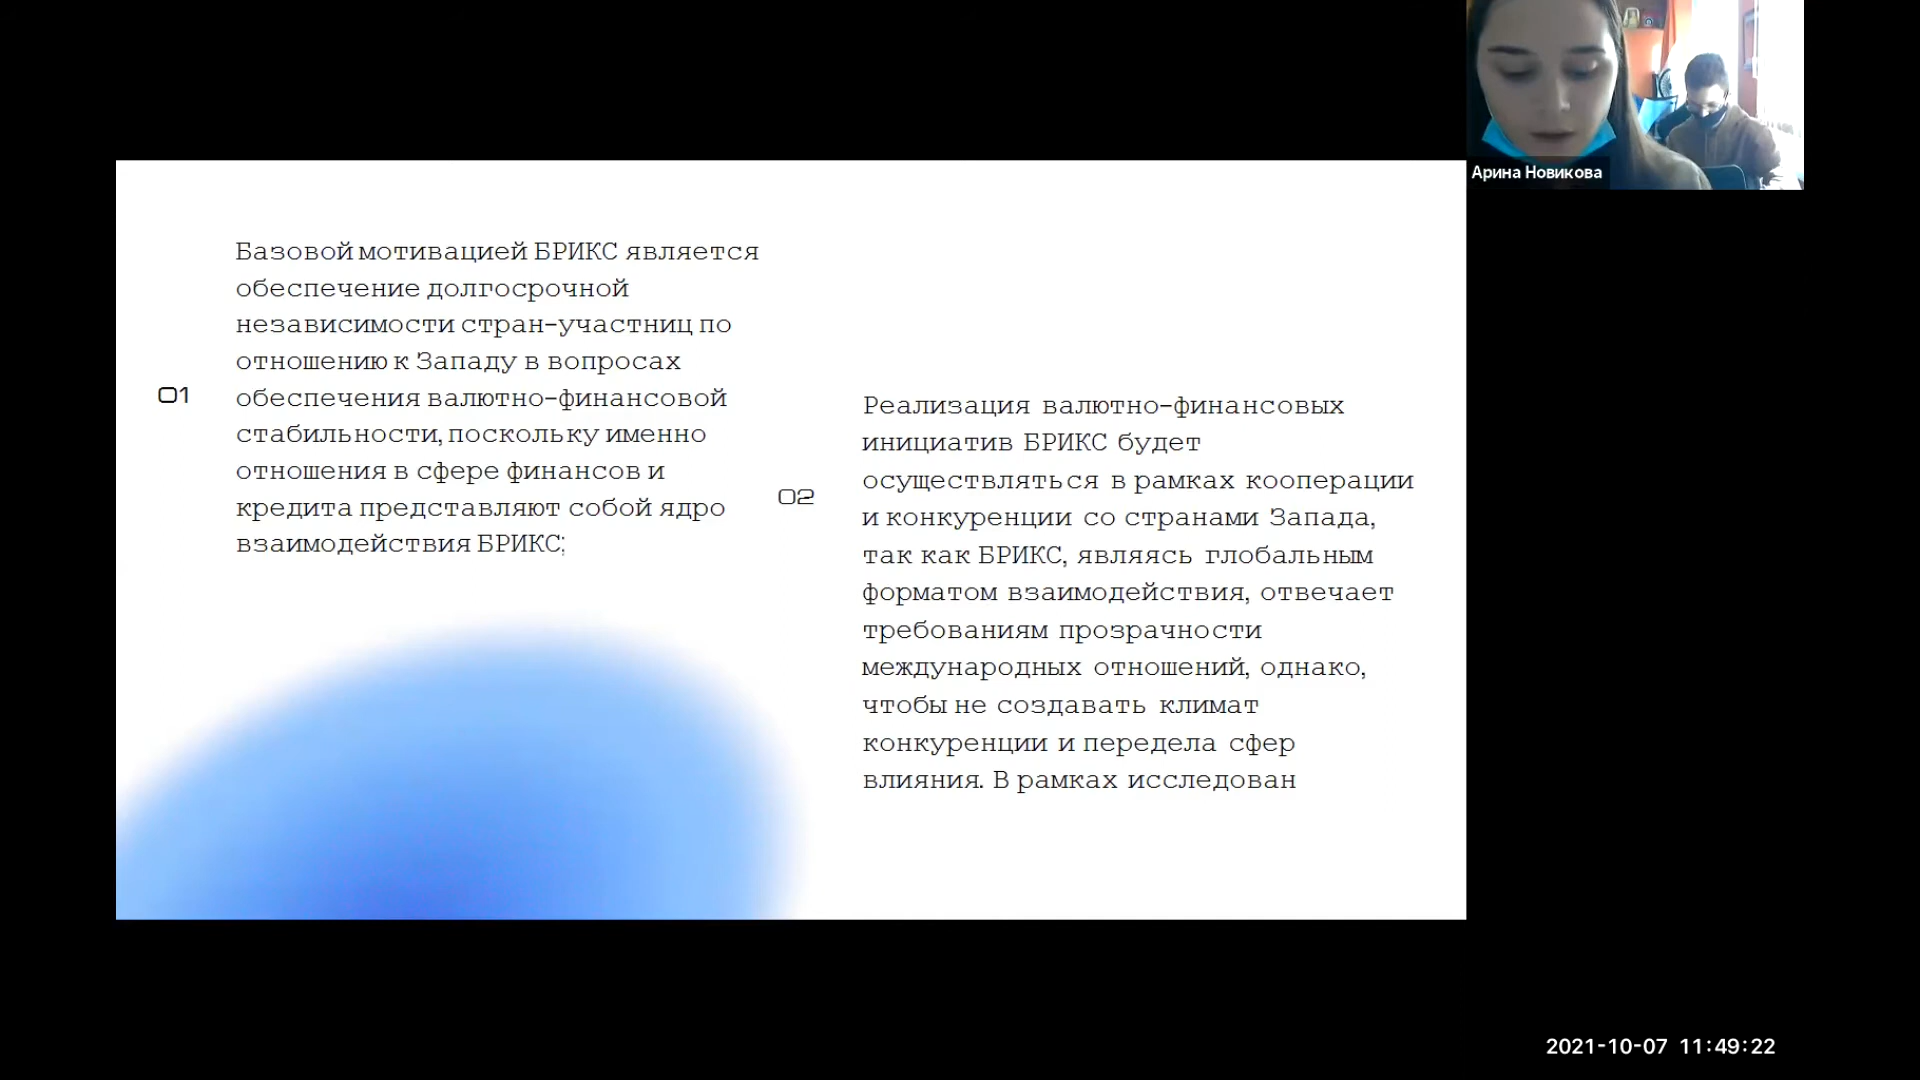 Арина Новикова
01
Базовой мотивацией БРИКС является
обеспечение долгосрочной
независимости стран-участниц по
отношению к Западу в вопросах
обеспечения валютно-финансовой
стабильности, поскольку именно
отношения в сфере финансов и
кредита представляют собой ядро
взаимодействия БРИКС;
02
Реализация валютно-финансовых
инициатив БРИКС будет
осуществляться в рамках кооперации
и конкуренции со странами Запада,
так как БРИКС, являясь глобальным
форматом взаимодействия, отвечает
требованиям прозрачности
международных отношений, однако,
чтобы не создавать климат
конкуренции и передела сфер
влияния. В рамках исследован
2021-10-07 11:49:22